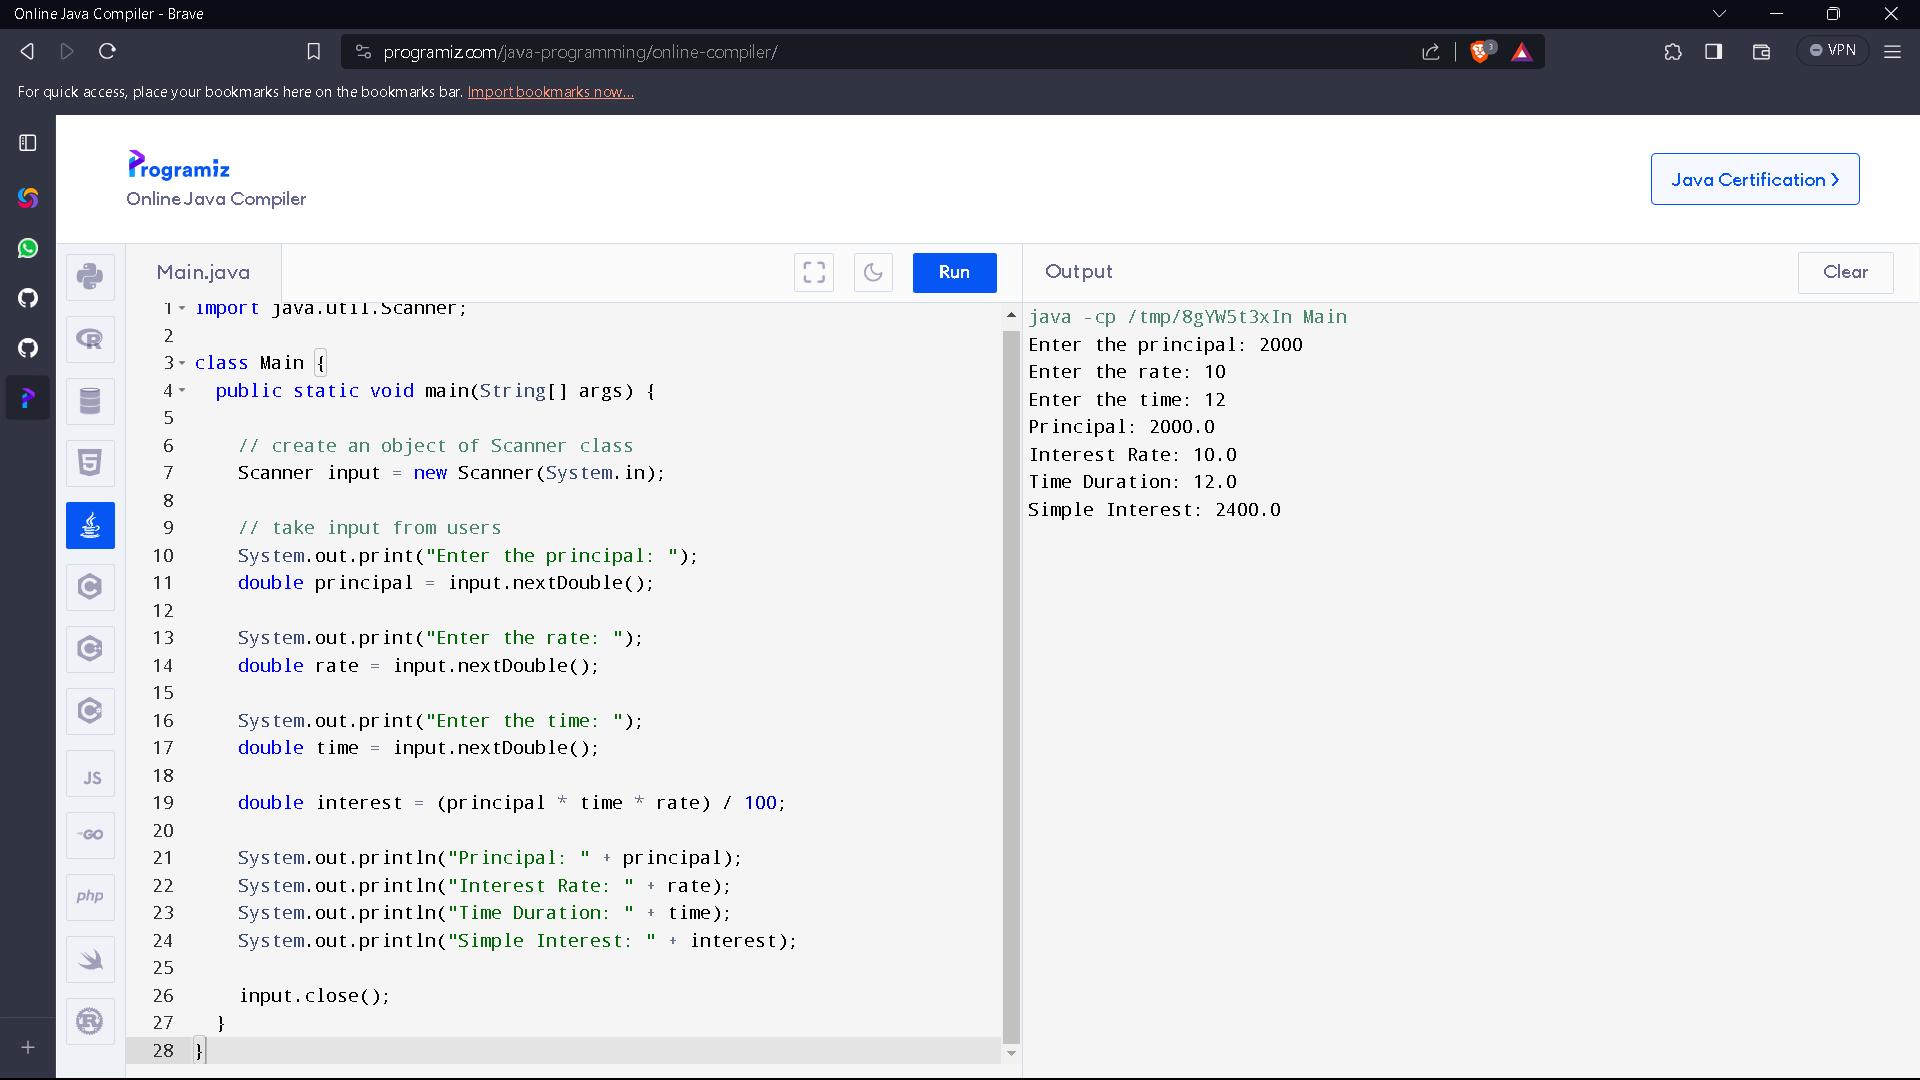 Online Java Compiler - Brave
programiz.com/java-programming/online-compiler/
3
VPN
For quick access, place your bookmarks here on the bookmarks bar. Import bookmarks now...
Programiz
Online Java Compiler
Java Certification
Main.java
Run
Output
Clear
1 import java.util.Scanner;
2
3 class Main {
4 public static void main(String[] args) {
5
6 // create an object of Scanner class
7 Scanner input = new Scanner(System.in);
8
9 // take input from users
10 System.out.print("Enter the principal: ");
11 double principal = input.nextDouble();
12
13 System.out.print("Enter the rate: ");
14 double rate = input.nextDouble();
15
16 System.out.print("Enter the time: ");
17 double time = input.nextDouble();
18
19 double interest = (principal * time * rate) / 100;
20
21 System.out.println("Principal: " + principal);
22 System.out.println("Interest Rate: " + rate);
23 System.out.println("Time Duration: " + time);
24 System.out.println("Simple Interest: " + interest);
25
26 input.close();
27 }
28 }
java -cp /tmp/8gYW5t3xIn Main
Enter the principal: 2000
Enter the rate: 10
Enter the time: 12
Principal: 2000.0
Interest Rate: 10.0
Time Duration: 12.0
Simple Interest: 2400.0
R
5
C
C
C
JS
GO
php
R